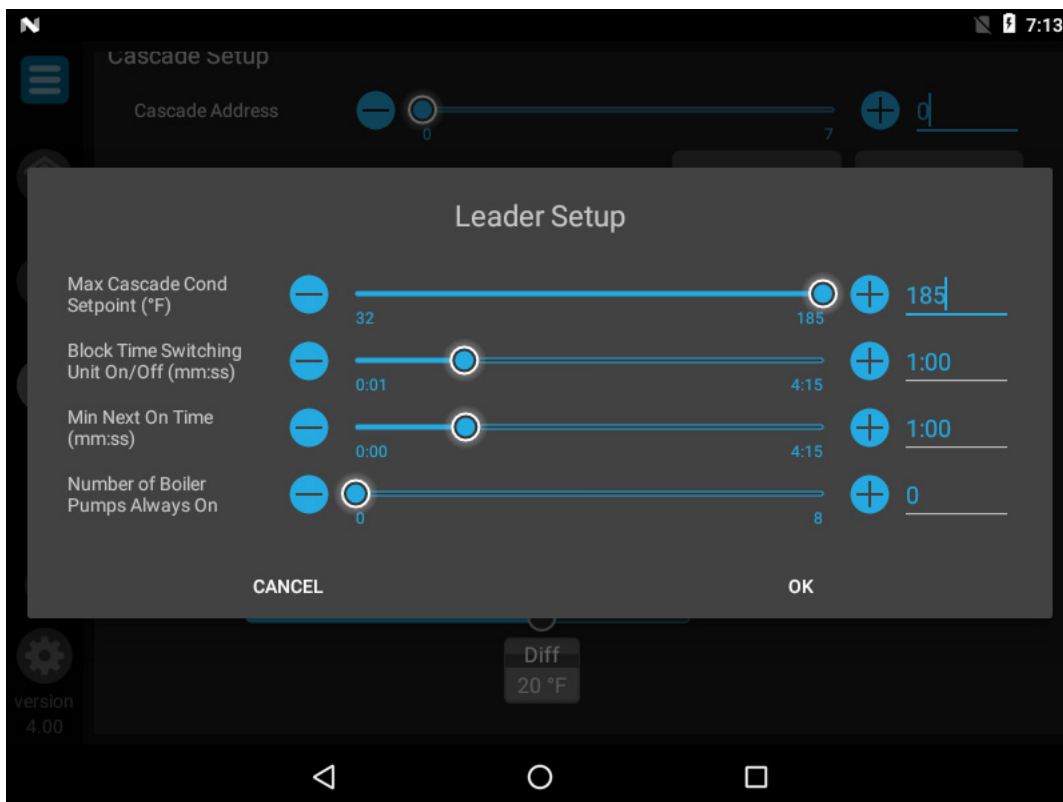 7:13
Cascade Setup
Cascade Address
0
7
0
Leader Setup
Max Cascade Cond
Setpoint (°F)
32
185
185
Block Time Switching
Unit On/Off (mm:ss)
0:01
4:15
1:00
Min Next On Time
(mm:ss)
0:00
4:15
1:00
Number of Boiler
Pumps Always On
0
8
0
CANCEL
OK
Diff
20 °F
version
4.00